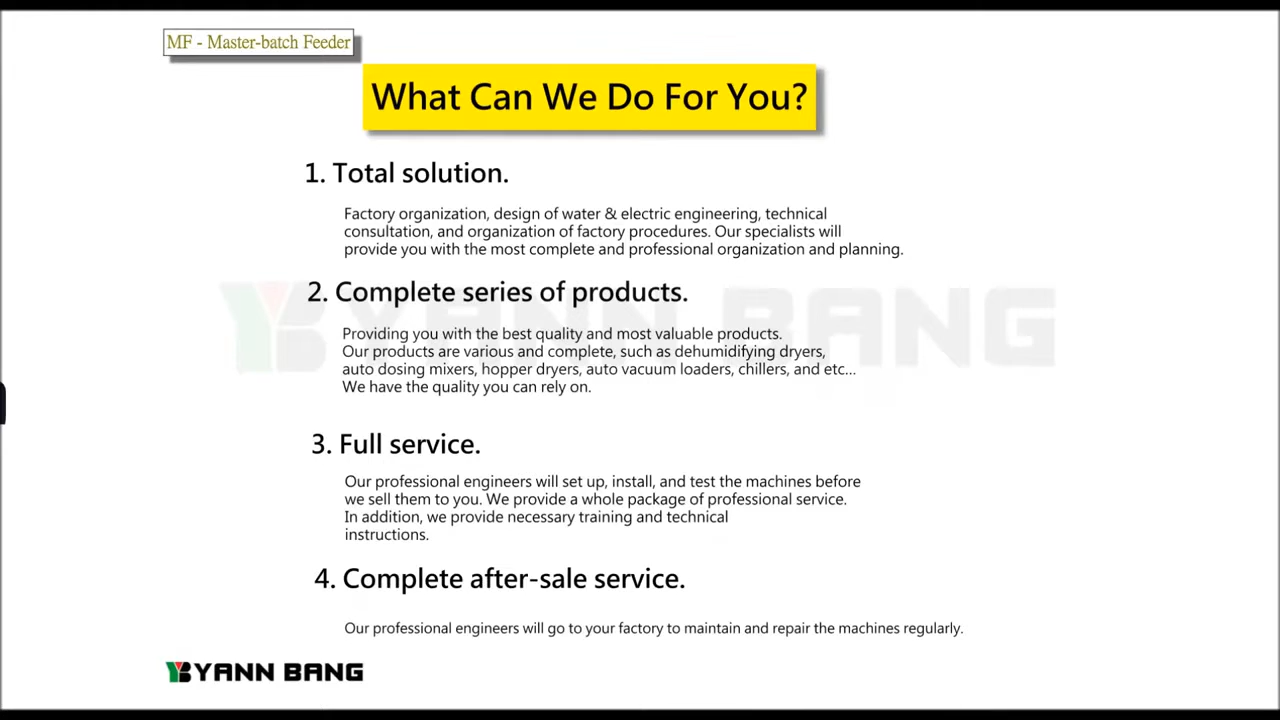 MF - Master-batch Feeder
What Can We Do For You?
1. Total solution.
Factory organization, design of water & electric engineering, technical
consultation, and organization of factory procedures. Our specialists will
provide you with the most complete and professional organization and planning.
2. Complete series of products.
YB YANN BANG
Providing you with the best quality and most valuable products.
Our products are various and complete, such as dehumidifying dryers,
auto dosing mixers, hopper dryers, auto vacuum loaders, chillers, and etc...
We have the quality you can rely on.
3. Full service.
Our professional engineers will set up, install, and test the machines before
we sell them to you. We provide a whole package of professional service.
In addition, we provide necessary training and technical
instructions.
4. Complete after-sale service.
Our professional engineers will go to your factory to maintain and repair the machines regularly.
YB YANN BANG